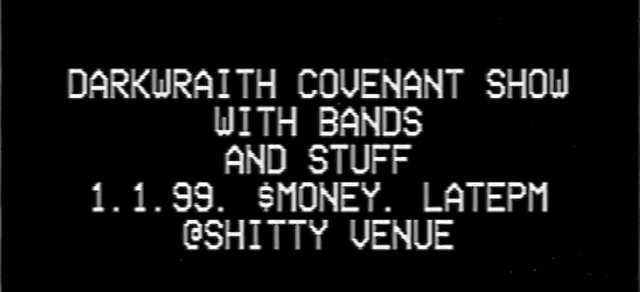 DARKWRAITH COVENANT SHOW
WITH BANDS
AND STUFF
1.1.99. $MONEY. LATEPM
@SHITTY VENUE